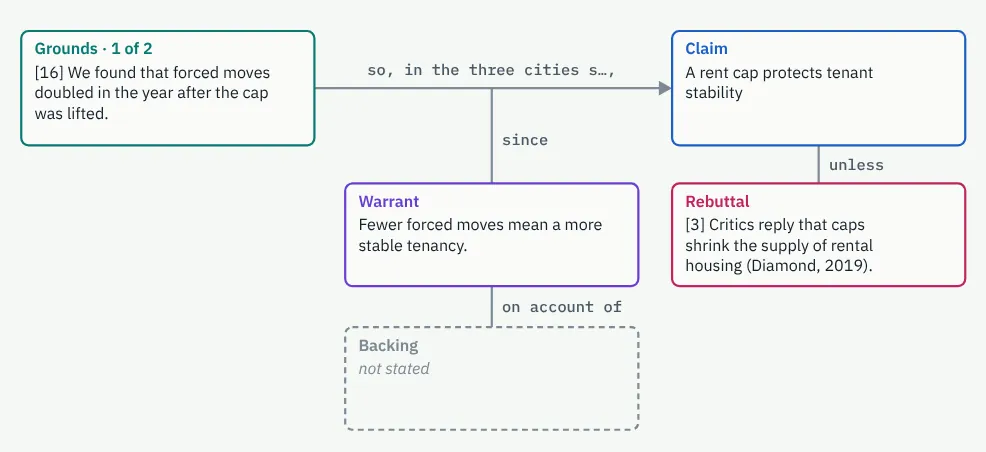 Grounds · 1 of 2
[16] We found that forced moves
doubled in the year after the cap
was lifted.
so, in the three cities s…,
Claim
A rent cap protects tenant
stability
since
unless
Warrant
Fewer forced moves mean a more
stable tenancy.
Rebuttal
[3] Critics reply that caps
shrink the supply of rental
housing (Diamond, 2019).
on account of
Backing
not stated